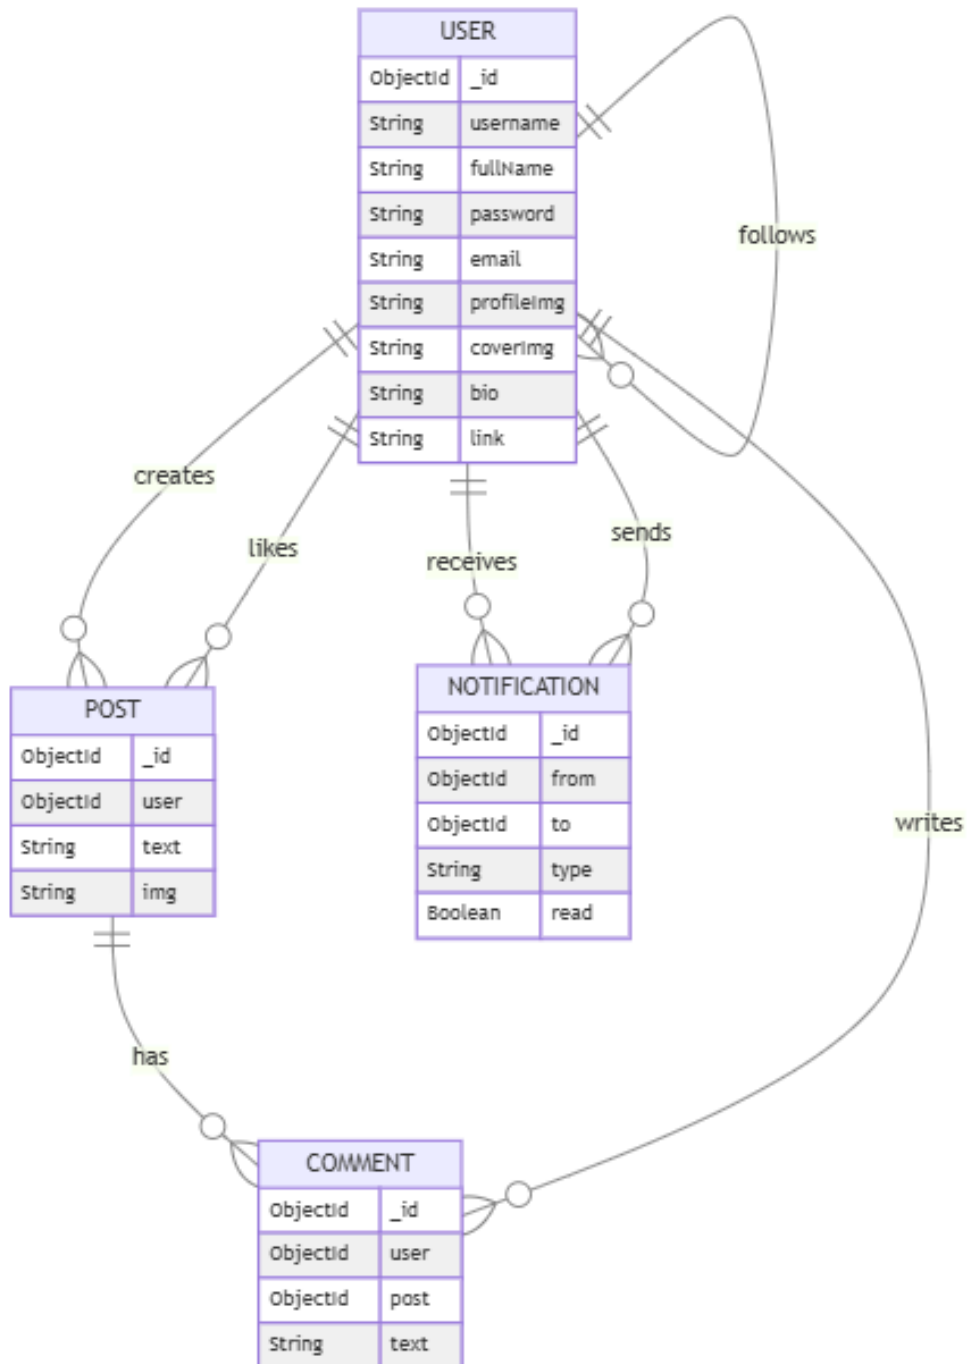 USER
ObjectId _id
String username
String fullName
String password
String email
String profileImg
String coverImg
String bio
String link
follows
creates
likes
receives
sends
writes
POST
ObjectId _id
ObjectId user
String text
String img
NOTIFICATION
ObjectId _id
ObjectId from
ObjectId to
String type
Boolean read
has
COMMENT
ObjectId _id
ObjectId user
ObjectId post
String text